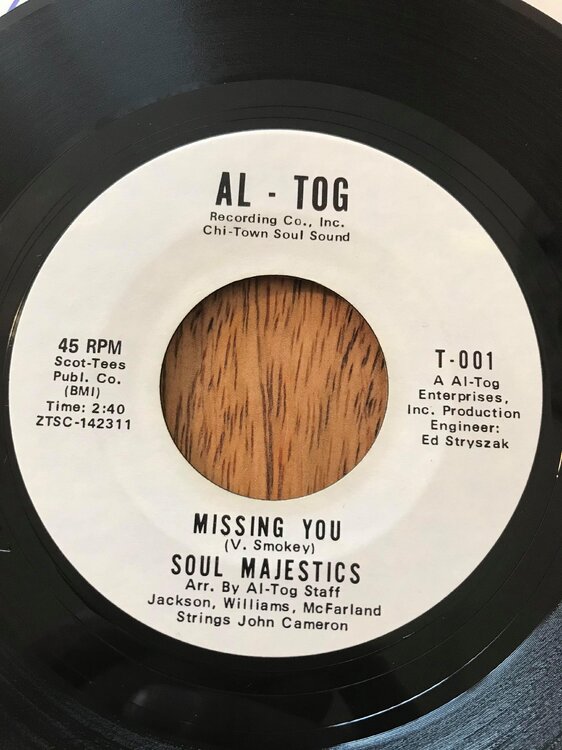 AL - TOG
Recording Co., Inc.
Chi-Town Soul Sound
45 RPM
Scot-Tees
Publ. Co.
(BMI)
Time: 2:40
ZTSC-142311
T-001
A Al-Tog
Enterprises,
Inc. Production
Engineer:
Ed Stryszak
MISSING YOU
(V. Smokey)
SOUL MAJESTICS
Arr. By Al-Tog Staff
Jackson, Williams, McFarland
Strings John Cameron